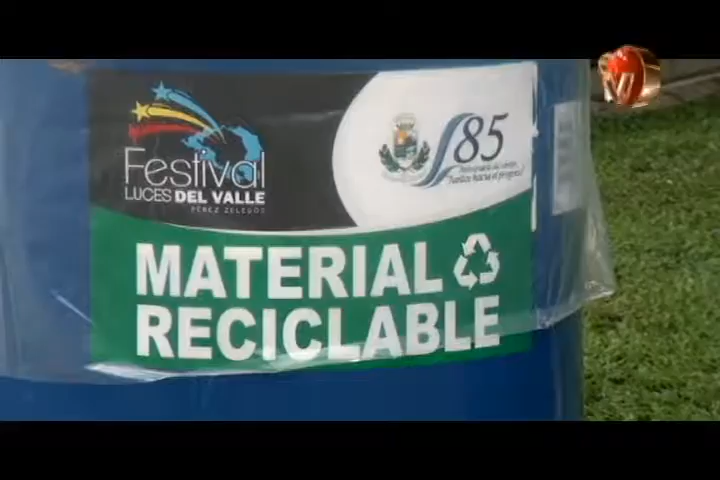 Festival
LUCES DEL VALLE
PÉREZ ZELEDÓN
85
MATERIAL
RECICLABLE